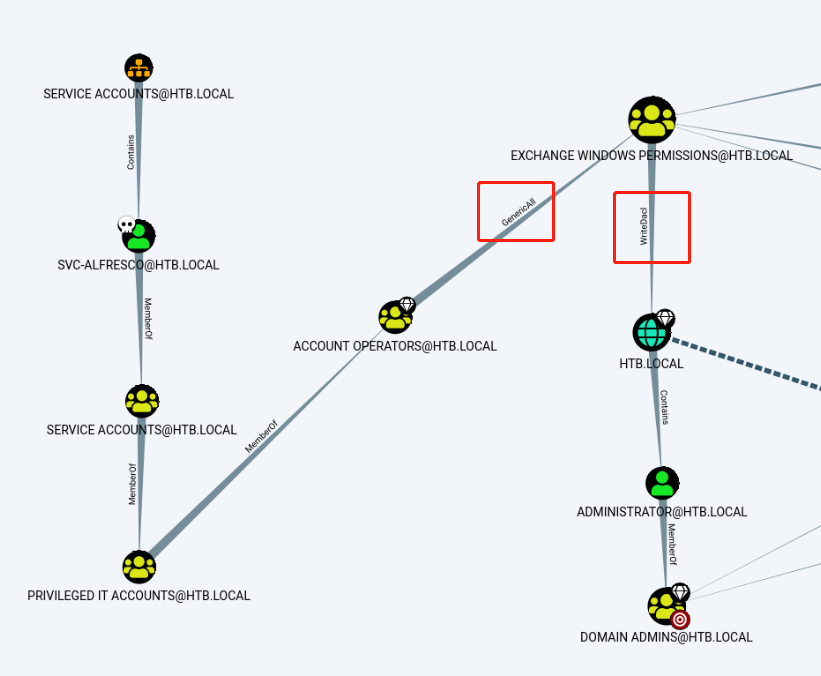 SERVICE ACCOUNTS@HTB.LOCAL
Contains
SVC-ALFRESCO@HTB.LOCAL
MemberOf
SERVICE ACCOUNTS@HTB.LOCAL
MemberOf
PRIVILEGED IT ACCOUNTS@HTB.LOCAL
MemberOf
ACCOUNT OPERATORS@HTB.LOCAL
GenericAll
EXCHANGE WINDOWS PERMISSIONS@HTB.LOCAL
WriteDacl
HTB.LOCAL
Contains
ADMINISTRATOR@HTB.LOCAL
MemberOf
DOMAIN ADMINS@HTB.LOCAL